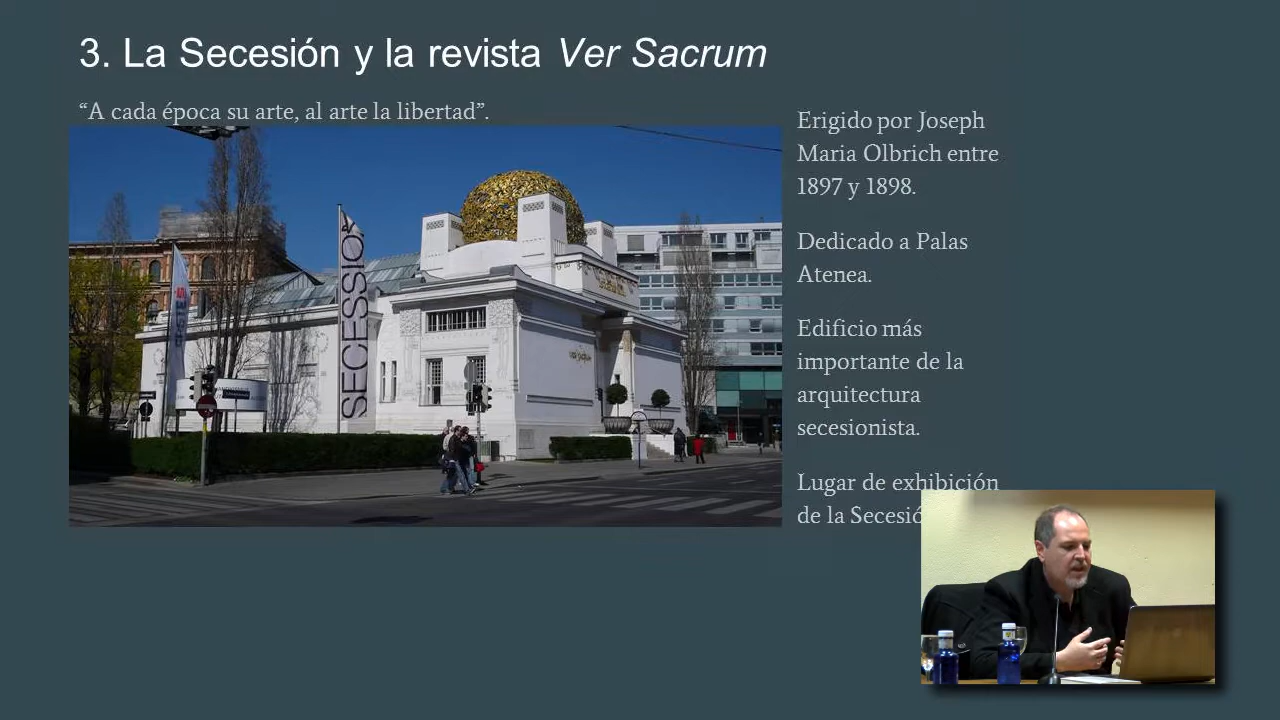 3. La Secesión y la revista Ver Sacrum
“A cada época su arte, al arte la libertad”.
Erigido por Joseph
Maria Olbrich entre
1897 y 1898.
Dedicado a Palas
Atenea.
Edificio más
importante de la
arquitectura
secesionista.
Lugar de exhibición
de la Secesió
SECESSIO